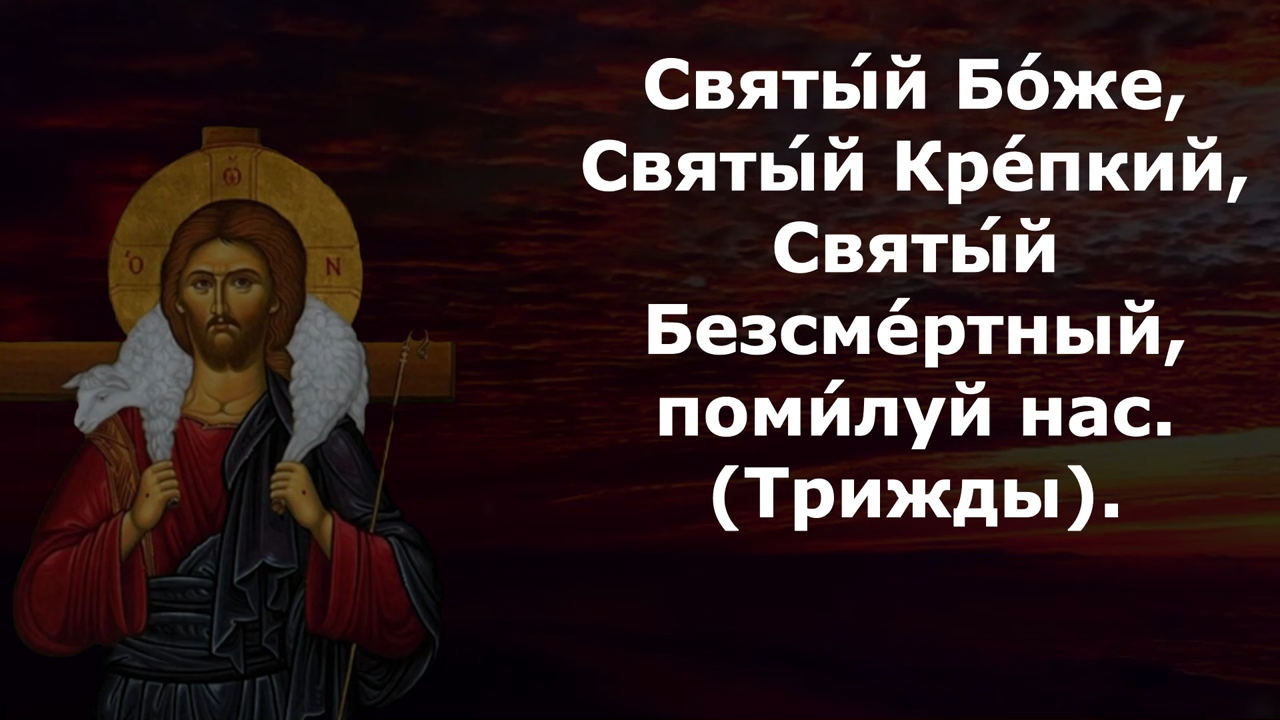 ὁ
ὤ
Ν
Святы́й Бо́же,
Святы́й Кре́пкий,
Святы́й
Безсме́ртный,
поми́луй нас.
(Трижды).